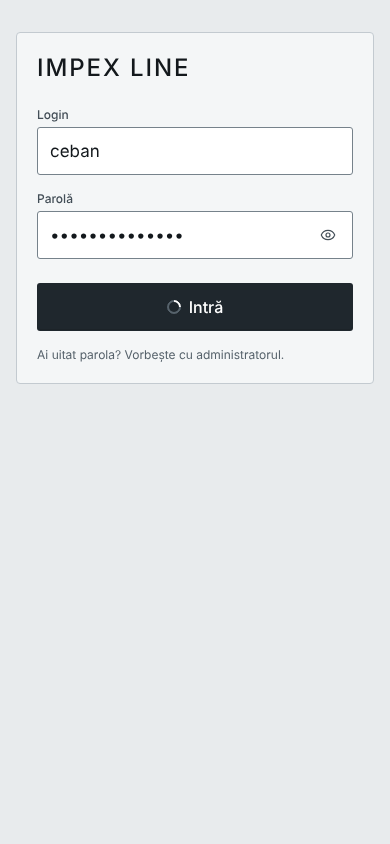 IMPEX LINE
Login
ceban
Parolă
••••••••••••••
Intră
Ai uitat parola? Vorbește cu administratorul.